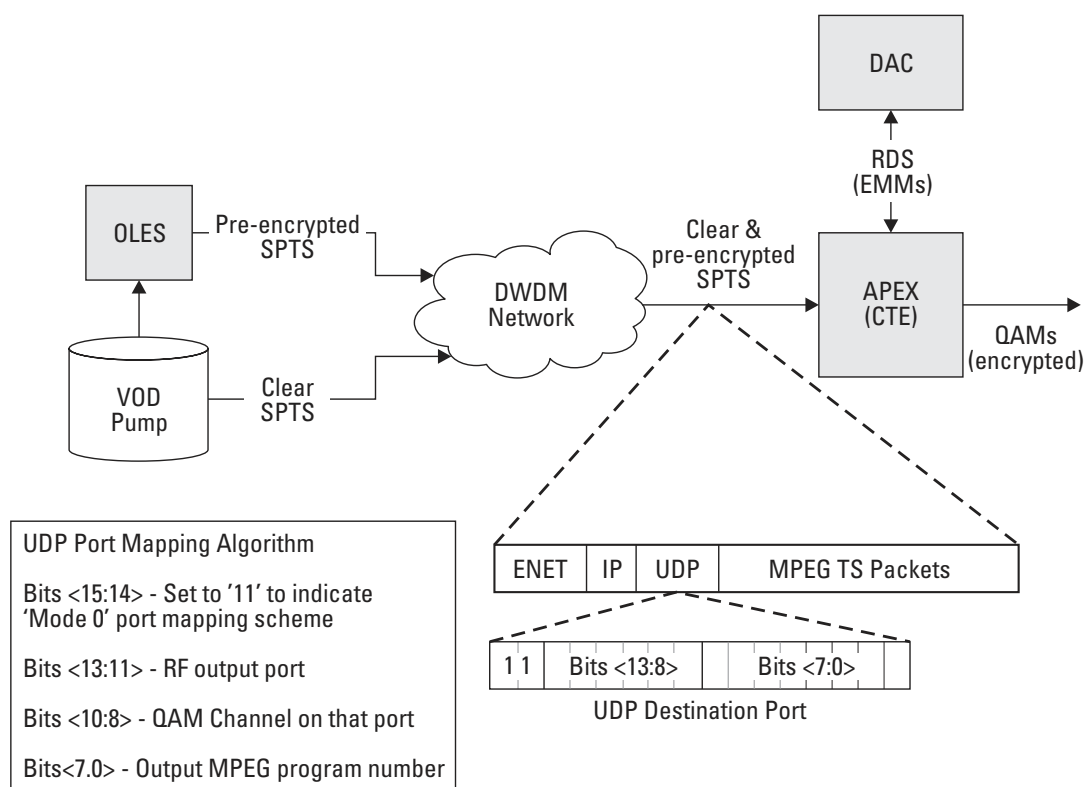 DAC
RDS
(EMMs)
OLES
Pre-encrypted
SPTS
Clear &
pre-encrypted
SPTS
DWDM
Network
APEX
(CTE)
QAMs
(encrypted)
VOD
Pump
Clear
SPTS
UDP Port Mapping Algorithm
Bits <15:14> - Set to '11' to indicate
'Mode 0' port mapping scheme
Bits <13:11> - RF output port
Bits <10:8> - QAM Channel on that port
Bits<7.0> - Output MPEG program number
ENET IP UDP MPEG TS Packets
1 1 Bits <13:8> Bits <7:0>
UDP Destination Port